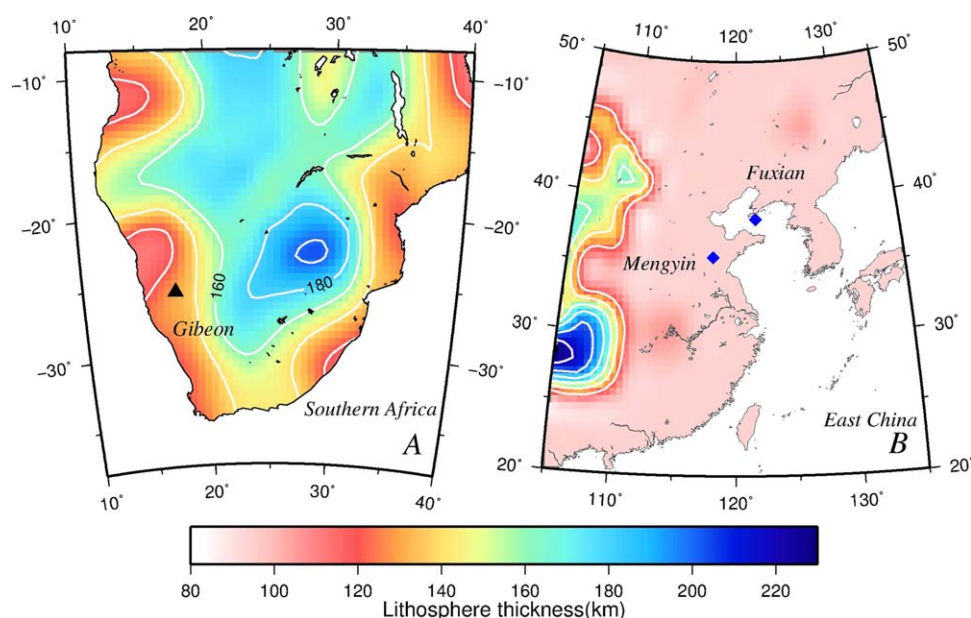 10° 20° 30° 40°
110° 120° 130°
50° 50°
−10° −10°
Fuxian
40° 40°
−20° −20°
Mengyin
160
180
Gibeon
30° 30°
−30° −30°
Southern Africa
A
East China
B
20° 20°
10° 20° 30° 40°
110° 120° 130°
80 100 120 140 160 180 200 220
Lithosphere thickness(km)